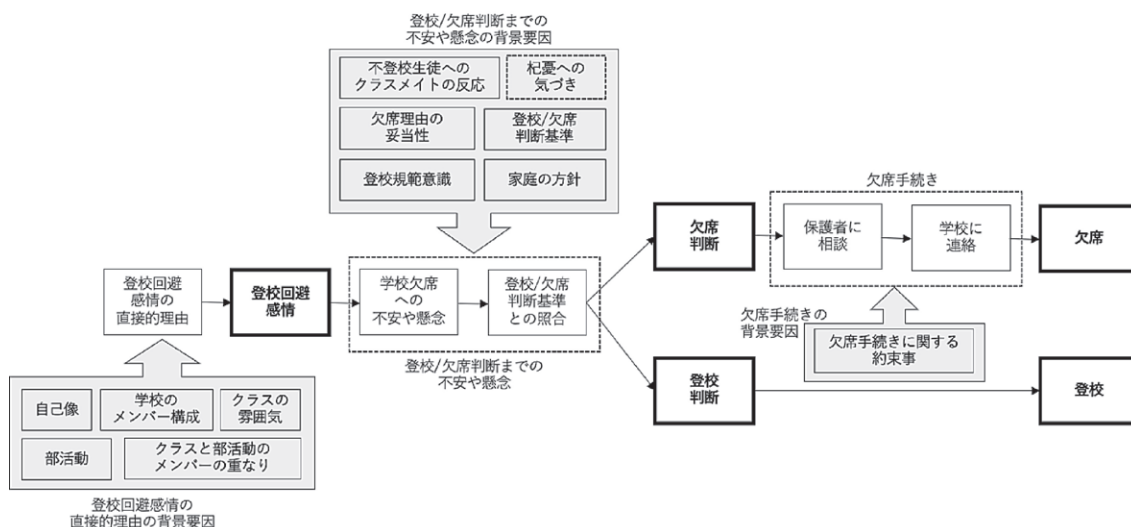 登校/欠席判断までの
不安や懸念の背景要因
不登校生徒への
クラスメイトの反応
杞憂への
気づき
欠席理由の
妥当性
登校/欠席
判断基準
登校規範意識
家庭の方針
登校回避
感情の
直接的理由
登校回避
感情
学校欠席
への
不安や懸念
登校/欠席
判断基準
との照合
登校/欠席判断までの
不安や懸念
欠席
判断
欠席手続き
保護者に
相談
学校に
連絡
欠席
欠席手続きの
背景要因
欠席手続きに関する
約束事
登校
判断
登校
自己像
学校の
メンバー構成
クラスの
雰囲気
部活動
クラスと部活動の
メンバーの重なり
登校回避感情の
直接的理由の背景要因